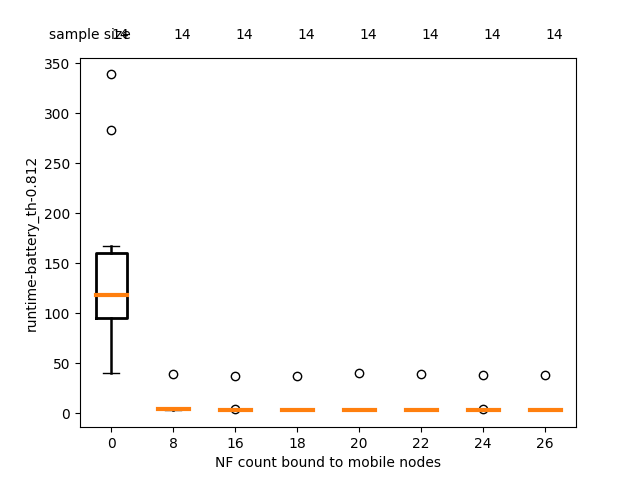 sample size 14 14 14 14 14 14 14 14
350
300
250
200
150
100
50
0
runtime-battery_th-0.812
0 8 16 18 20 22 24 26
NF count bound to mobile nodes